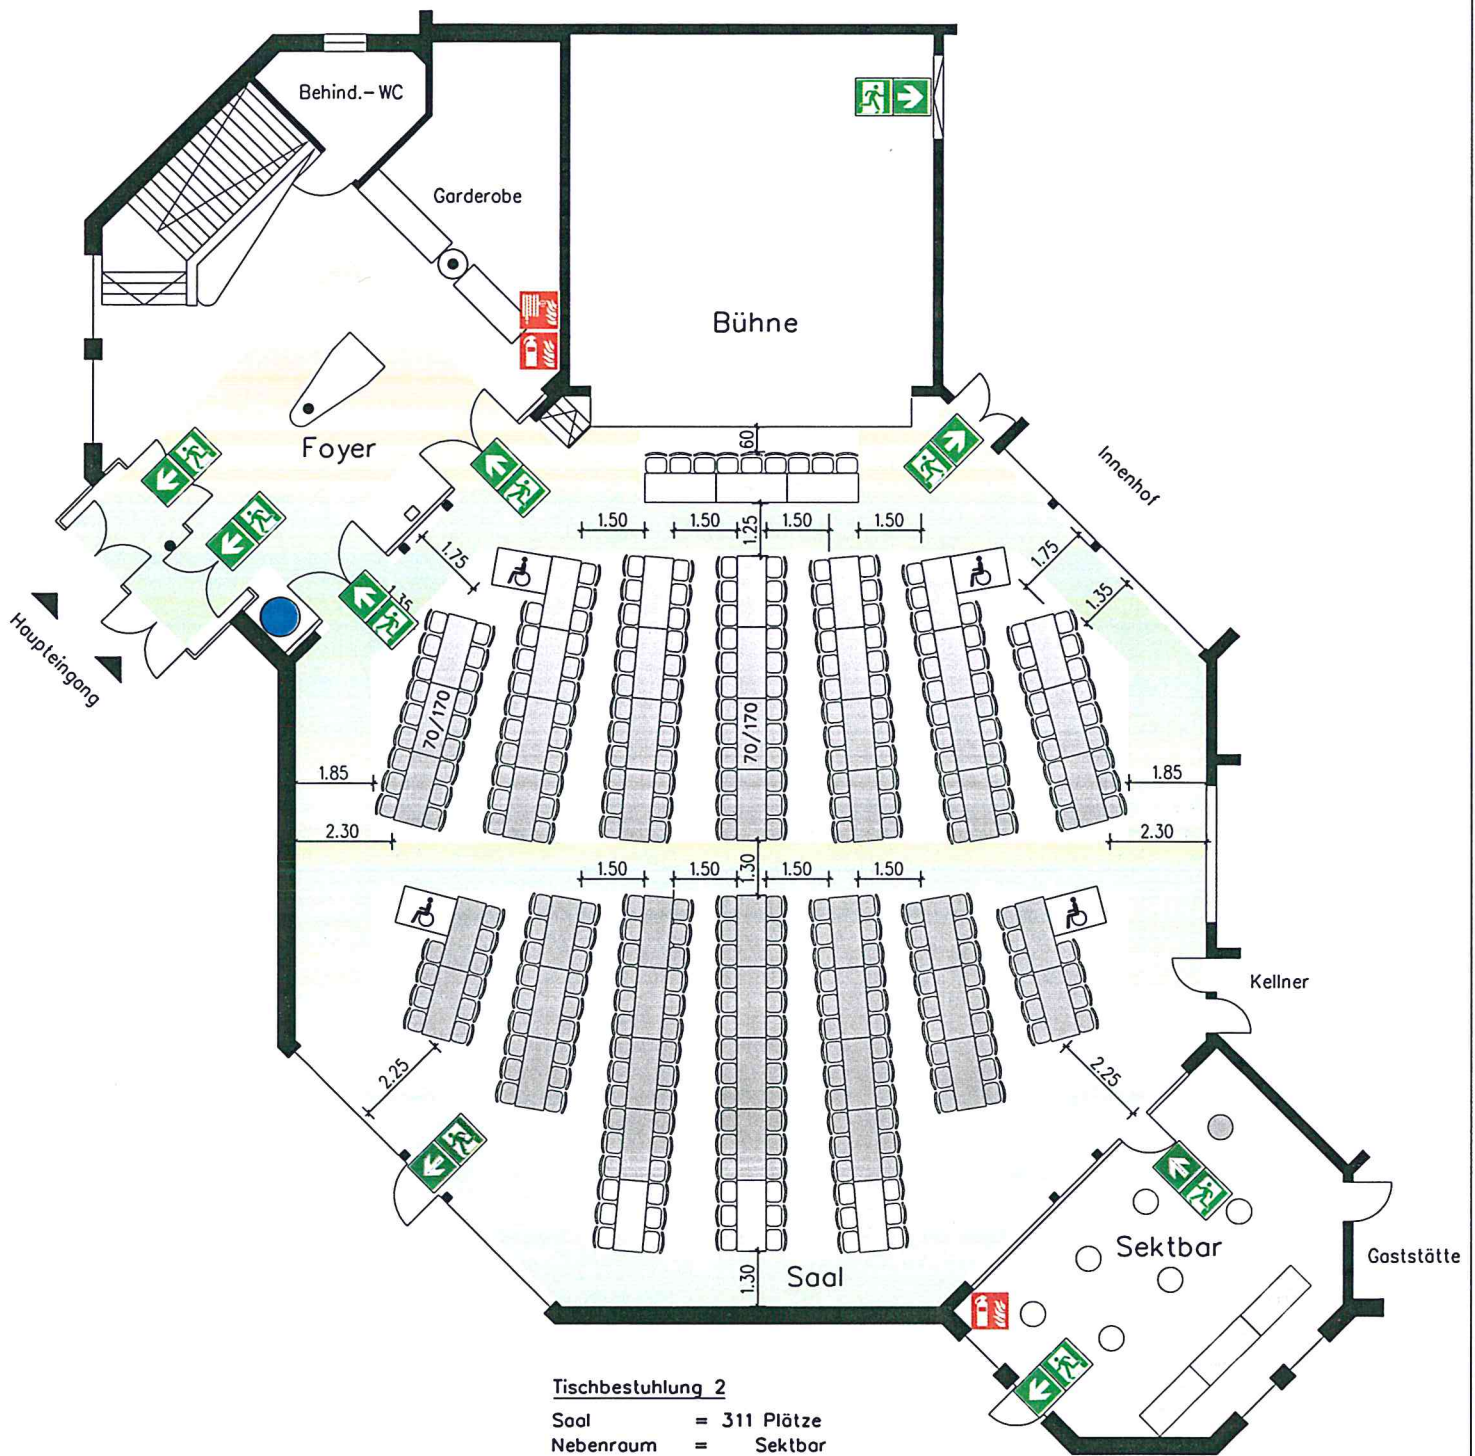 Behind.-WC
Garderobe
Bühne
Foyer
60
Innenhof
1.50
1.50
1.50
1.50
1.25
1.75
1.75
1.35
1.35
Haupteingang
70/170
70/170
1.85
1.85
2.30
2.30
1.30
1.50
1.50
1.50
1.50
Kellner
2.25
2.25
Sektbar
Gaststätte
Saal
1.30
Tischbestuhlung 2
Saal = 311 Plätze
Nebenraum = Sektbar